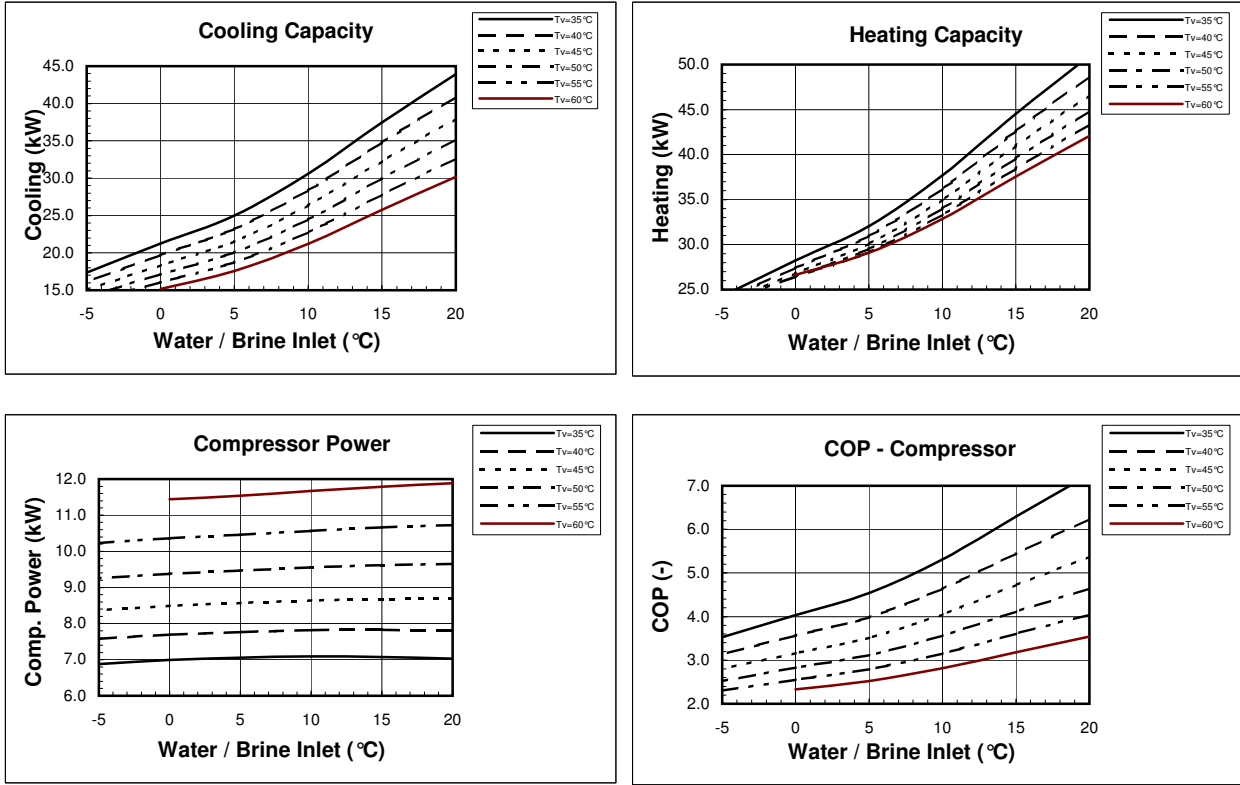 Cooling Capacity
Tv=35°C
Tv=40°C
Tv=45°C
Tv=50°C
Tv=55°C
Tv=60°C
Cooling (kW)
45.0
40.0
35.0
30.0
25.0
20.0
15.0
-5 0 5 10 15 20
Water / Brine Inlet (°C)
Heating Capacity
Tv=35°C
Tv=40°C
Tv=45°C
Tv=50°C
Tv=55°C
Tv=60°C
Heating (kW)
50.0
45.0
40.0
35.0
30.0
25.0
-5 0 5 10 15 20
Water / Brine Inlet (°C)
Compressor Power
Tv=35°C
Tv=40°C
Tv=45°C
Tv=50°C
Tv=55°C
Tv=60°C
Comp. Power (kW)
12.0
11.0
10.0
9.0
8.0
7.0
6.0
-5 0 5 10 15 20
Water / Brine Inlet (°C)
COP - Compressor
Tv=35°C
Tv=40°C
Tv=45°C
Tv=50°C
Tv=55°C
Tv=60°C
COP (-)
7.0
6.0
5.0
4.0
3.0
2.0
-5 0 5 10 15 20
Water / Brine Inlet (°C)